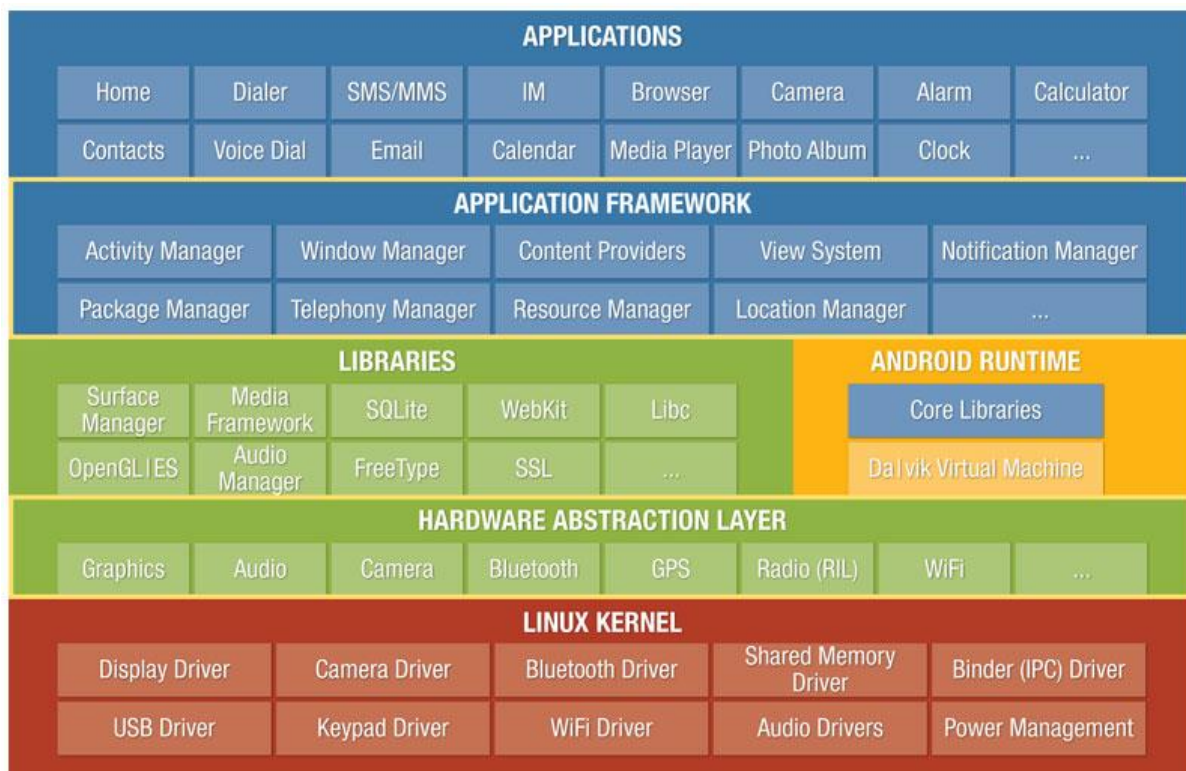 APPLICATIONS
Home Dialer SMS/MMS IM Browser Camera Alarm Calculator
Contacts Voice Dial Email Calendar Media Player Photo Album Clock ...
APPLICATION FRAMEWORK
Activity Manager Window Manager Content Providers View System Notification Manager
Package Manager Telephony Manager Resource Manager Location Manager ...
LIBRARIES
Surface
Manager
Media
Framework
SQLite
WebKit
Libc
OpenGL|ES
Audio
Manager
FreeType
SSL
...
ANDROID RUNTIME
Core Libraries
Dalvik Virtual Machine
HARDWARE ABSTRACTION LAYER
Graphics Audio Camera Bluetooth GPS Radio (RIL) WiFi ...
LINUX KERNEL
Display Driver
Camera Driver
Bluetooth Driver
Shared Memory
Driver
Binder (IPC) Driver
USB Driver Keypad Driver WiFi Driver Audio Drivers Power Management